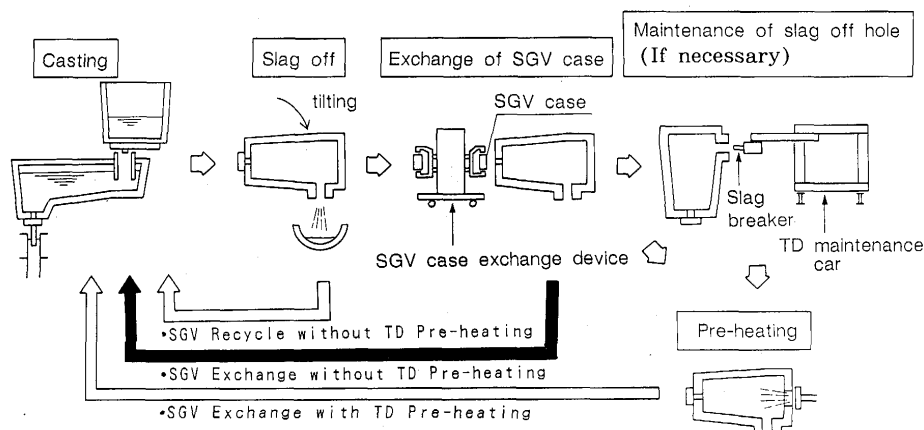 Casting
Slag off
Exchange of SGV case
Maintenance of slag off hole
(If necessary)
tilting
SGV case
Slag
breaker
TD maintenance
car
SGV case exchange device
Pre-heating
•SGV Recycle without TD Pre-heating
•SGV Exchange without TD Pre-heating
•SGV Exchange with TD Pre-heating